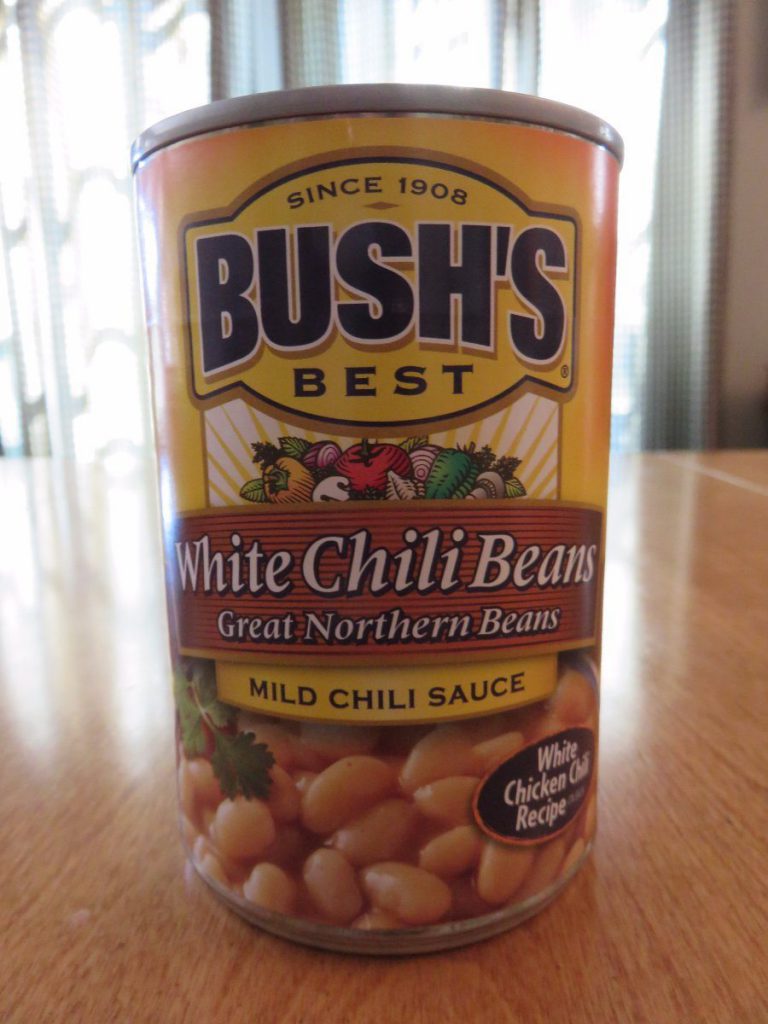 SINCE 1908
BUSH'S®
BEST
White Chili Beans
Great Northern Beans
MILD CHILI SAUCE
White
Chicken Chili
Recipe